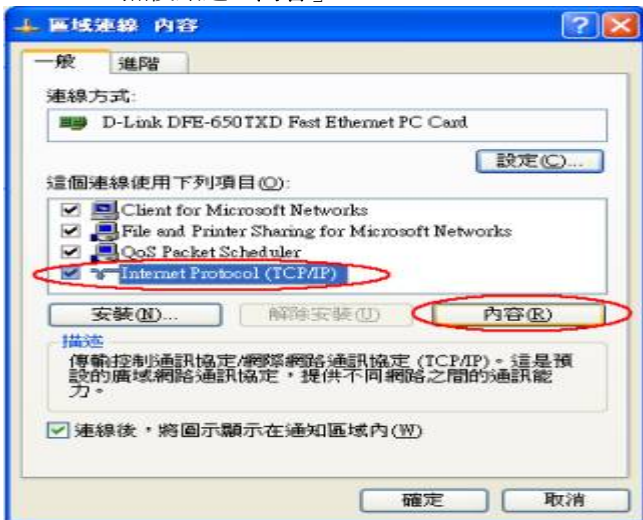 區域連線 內容
一般
進階
連線方式:
D-Link DFE-650TXD Fast Ethernet PC Card
設定(C)...
這個連線使用下列項目(O):
Client for Microsoft Networks
File and Printer Sharing for Microsoft Networks
QoS Packet Scheduler
Internet Protocol (TCP/IP)
安裝(N)...
解除安裝(U)
內容(R)
描述
傳輸控制通訊協定/網際網路通訊協定 (TCP/IP)。這是預
設的廣域網路通訊協定，提供不同網路之間的通訊能
力。
連線後，將圖示顯示在通知區域內(W)
確定
取消